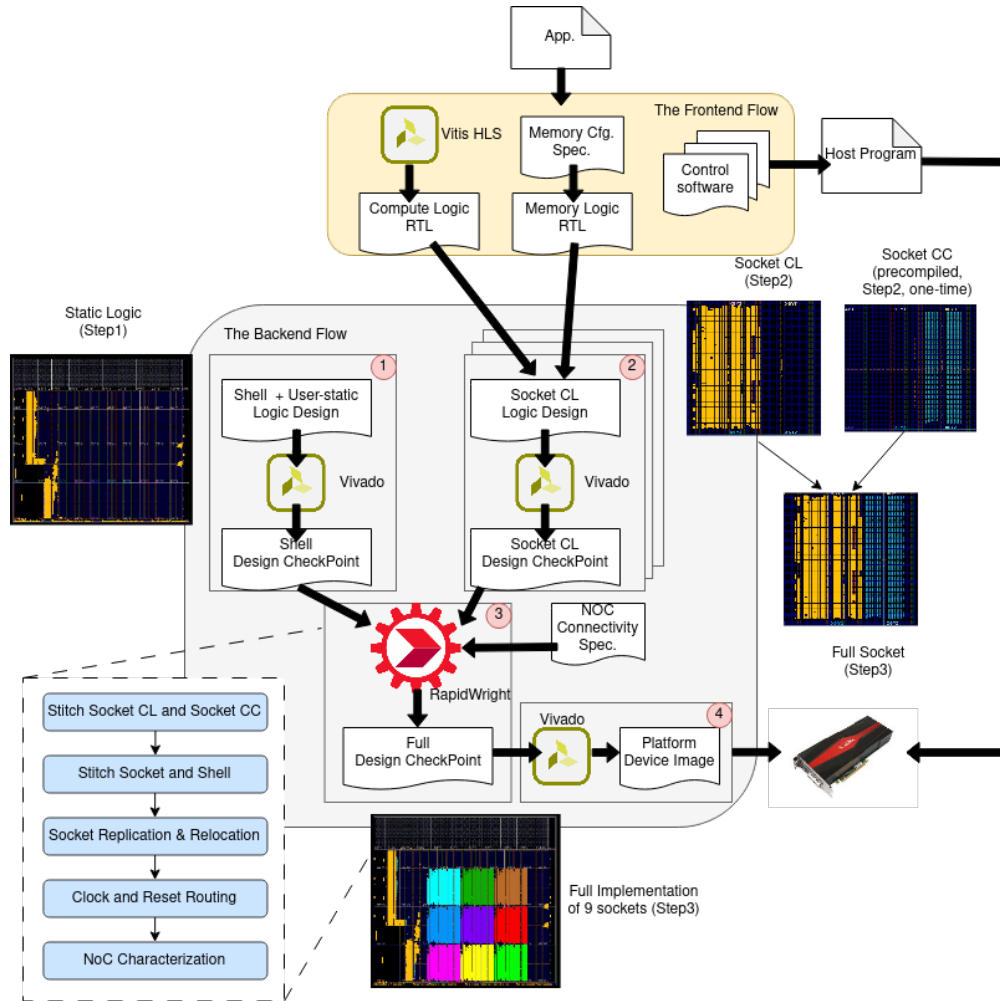 App.
The Frontend Flow
Vitis HLS
Memory Cfg.
Spec.
Control
software
Host Program
Compute Logic
RTL
Memory Logic
RTL
Socket CL
(Step2)
Socket CC
(precompiled,
Step2, one-time)
Static Logic
(Step1)
The Backend Flow
1
2
Shell + User-static
Logic Design
Socket CL
Logic Design
Vivado
Vivado
Shell
Design CheckPoint
Socket CL
Design CheckPoint
3
NOC
Connectivity
Spec.
Full Socket
(Step3)
RapidWright
Stitch Socket CL and Socket CC
Stitch Socket and Shell
Socket Replication & Relocation
Clock and Reset Routing
NoC Characterization
Full
Design CheckPoint
Vivado
4
Platform
Device Image
Full Implementation
of 9 sockets (Step3)